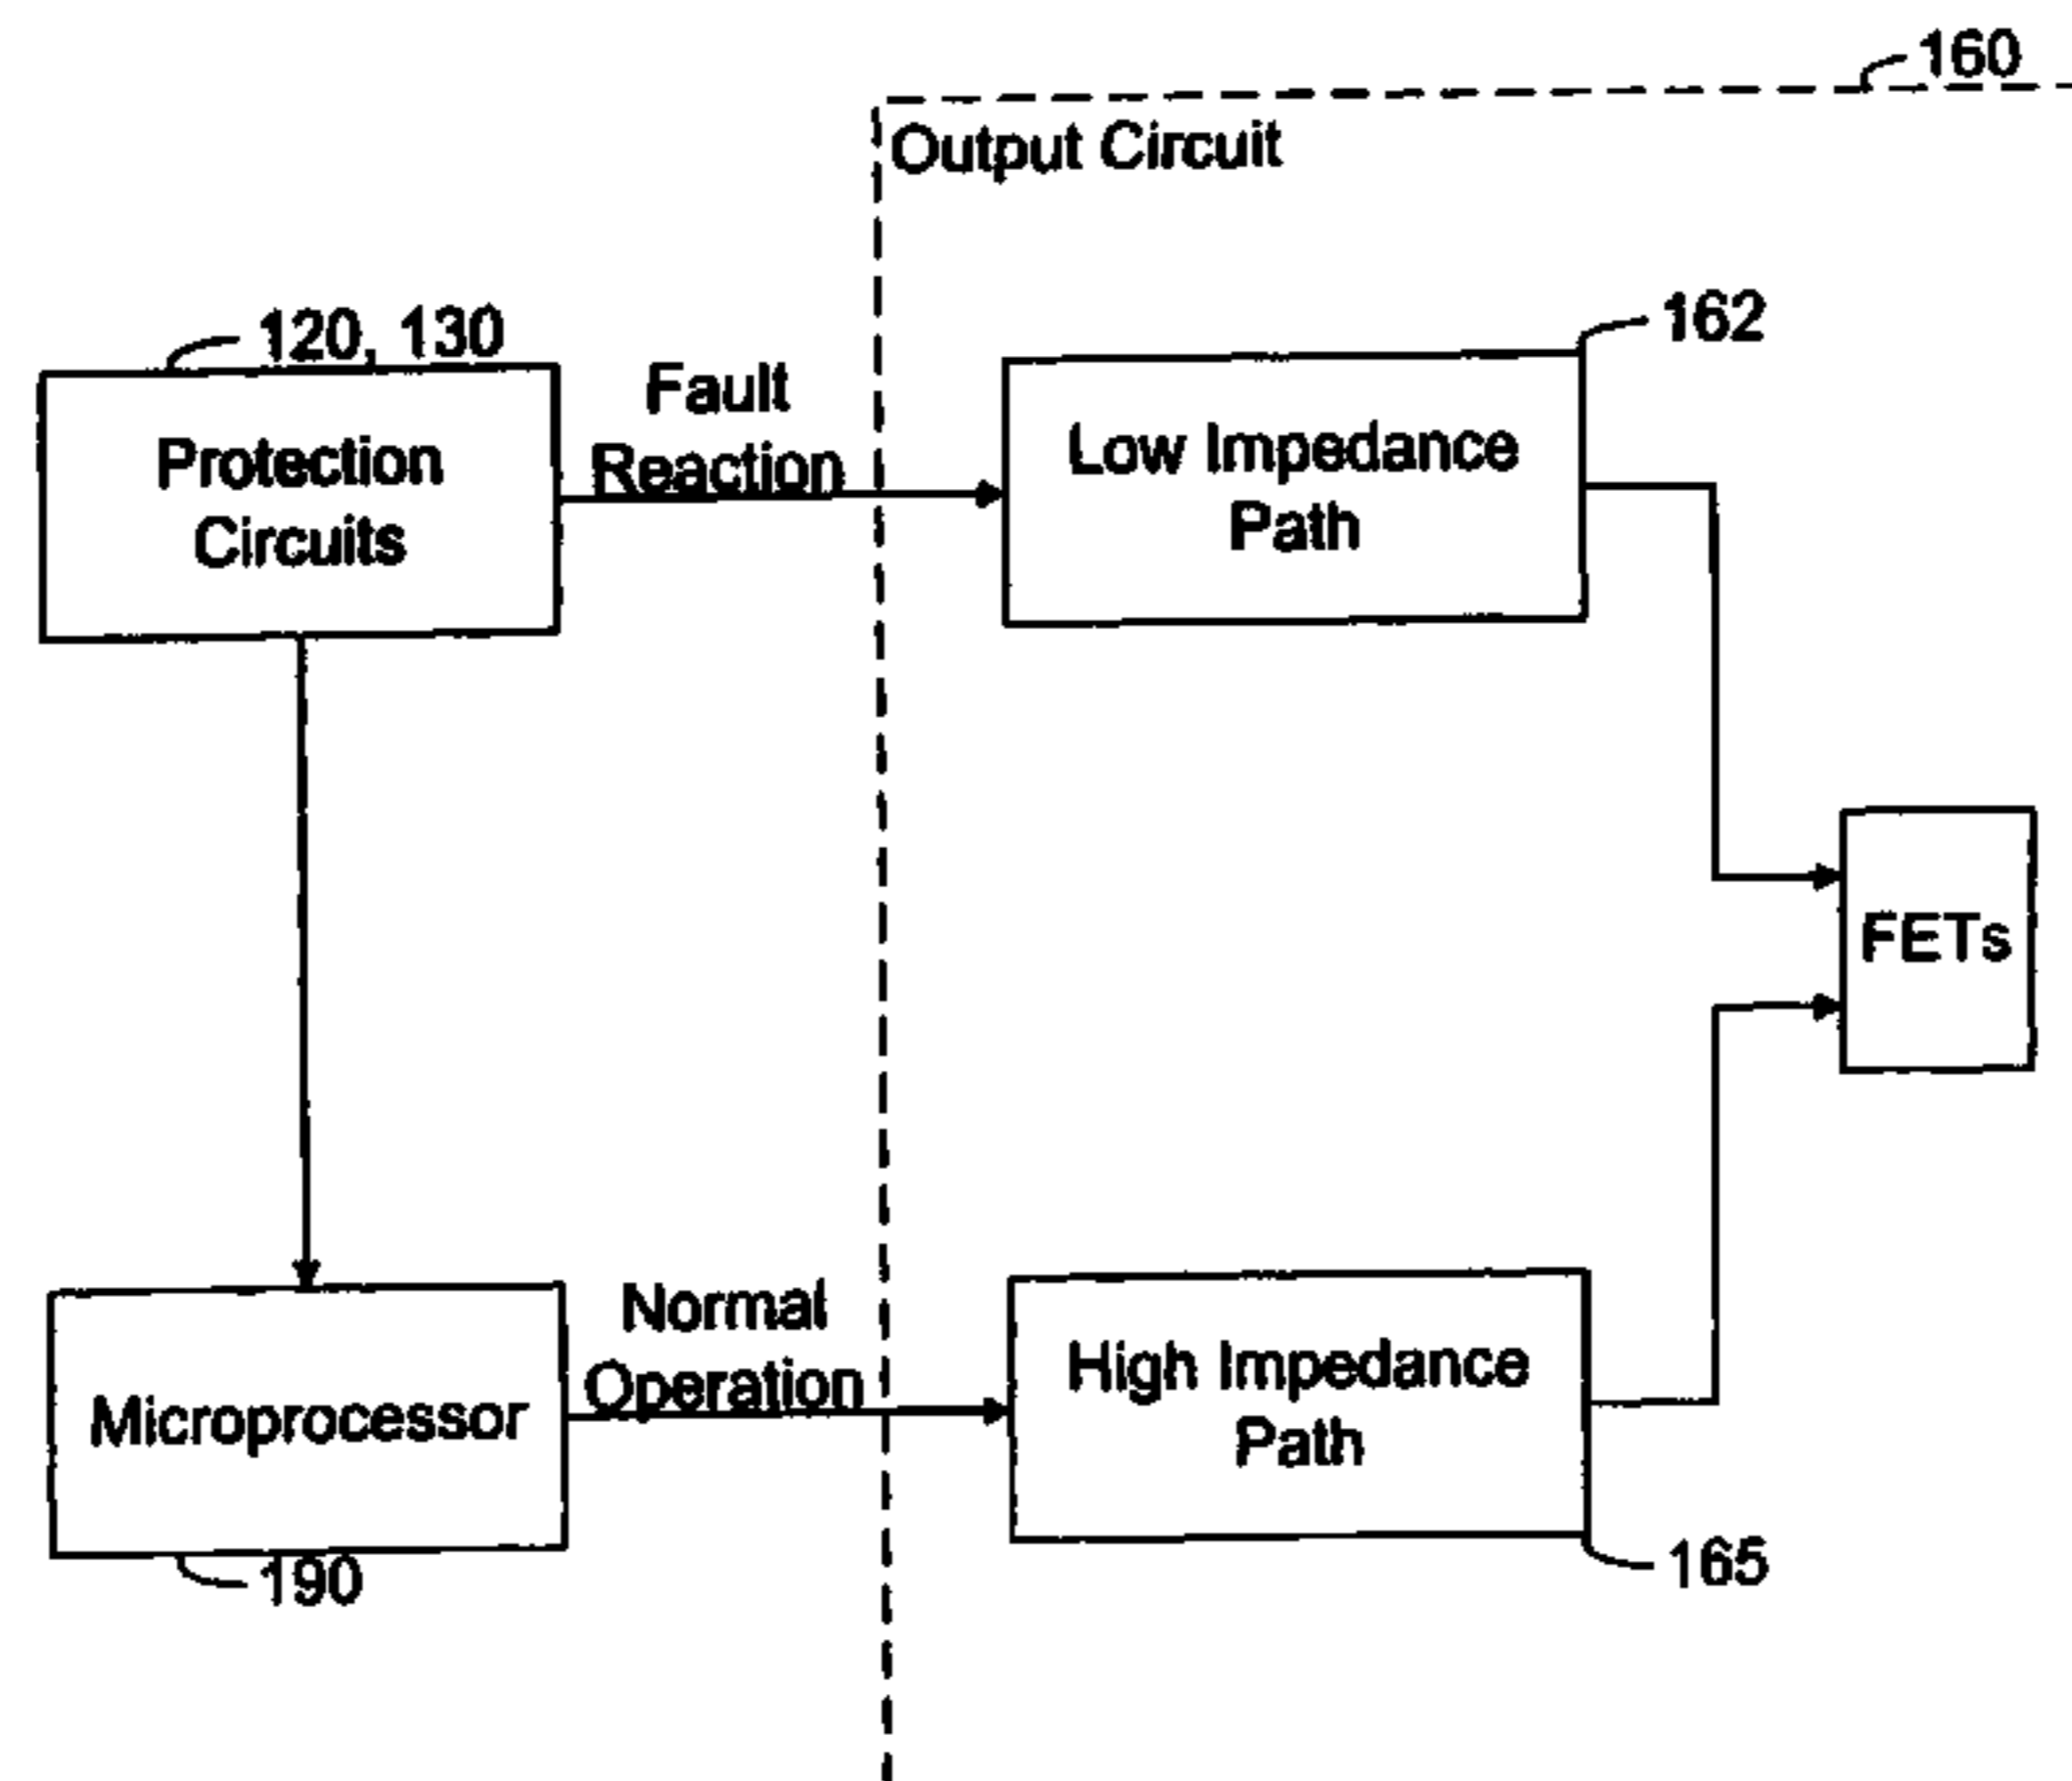 160
Output Circuit
120, 130
162
Fault
Reaction
Protection
Circuits
Low Impedance
Path
FETs
Normal
Operation
Microprocessor
High Impedance
Path
190
165